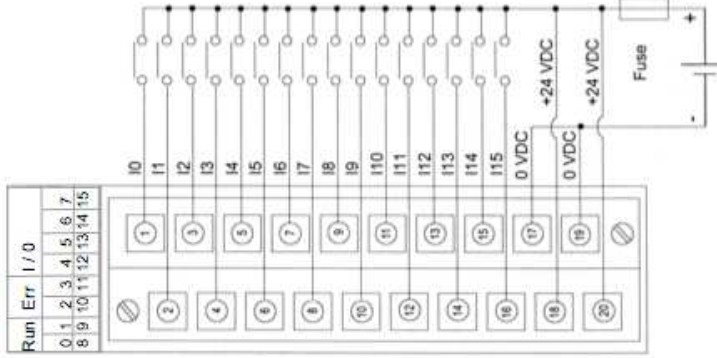 Run Err I/0
0 1 2 3 4 5 6 7
8 9 10 11 12 13 14 15
I0
I1
I2
I3
I4
I5
I6
I7
I8
I9
I10
I11
I12
I13
I14
I15
0 VDC
+24 VDC
0 VDC
+24 VDC
Fuse
+
-
1
3
5
7
9
11
13
15
17
19
2
4
6
8
10
12
14
16
18
20